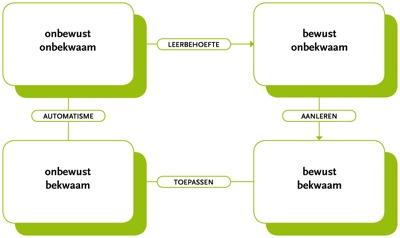 onbewust
onbekwaam
LEERBEHOEFTE
bewust
onbekwaam
AUTOMATISME
AANLEREN
onbewust
bekwaam
TOEPASSEN
bewust
bekwaam